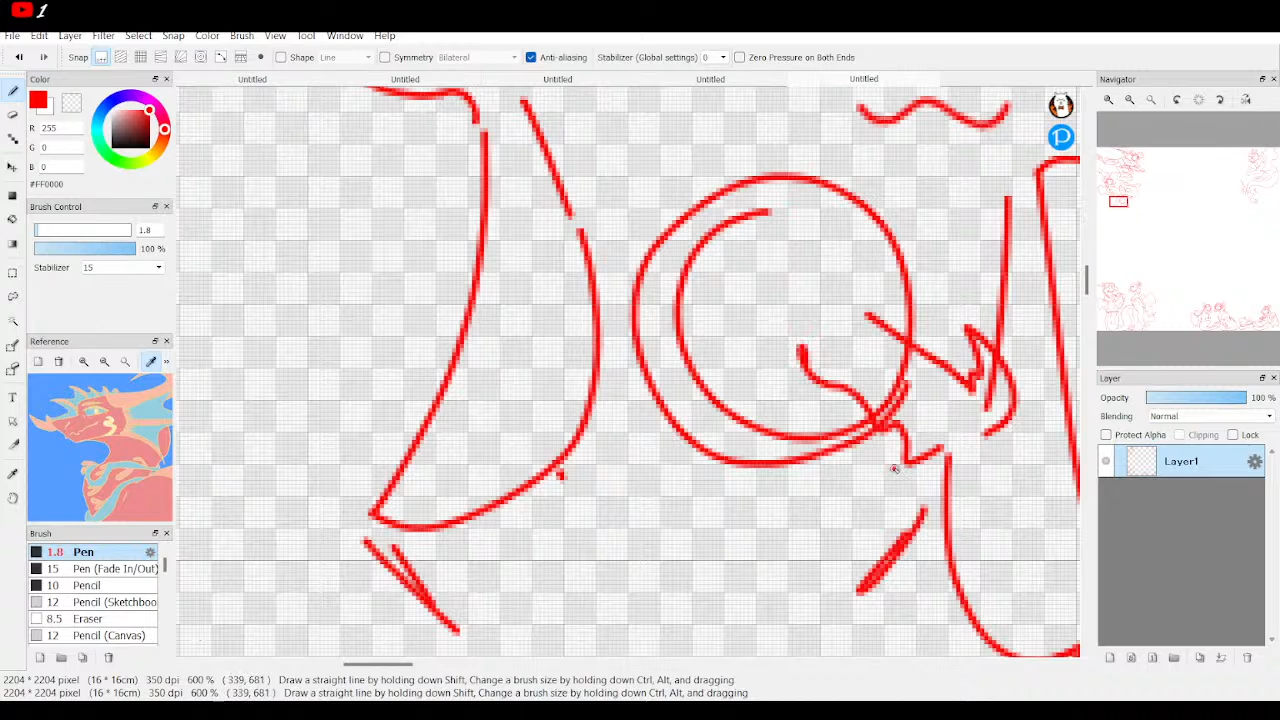 1
File Edit Layer Filter Select Snap Color Brush View Tool Window Help
Snap Shape Line Symmetry Bilateral Anti-aliasing Stabilizer (Global settings) 0 Zero Pressure on Both Ends
Color
Untitled Untitled Untitled Untitled Untitled
Navigator
R 255
G 0
B 0
#FF0000
Brush Control
1.8
100 %
Stabilizer 15
Reference
Layer
Opacity 100 %
Blending Normal
Protect Alpha Clipping Lock
Layer1
Brush
1.8 Pen
15 Pen (Fade In/Out)
10 Pencil
12 Pencil (Sketchboo
8.5 Eraser
12 Pencil (Canvas)
2204 * 2204 pixel (16 * 16cm) 350 dpi 600 % ( 339, 681 ) Draw a straight line by holding down Shift, Change a brush size by holding down Ctrl, Alt, and dragging
2204 * 2204 pixel (16 * 16cm) 350 dpi 600 % ( 339, 681 ) Draw a straight line by holding down Shift, Change a brush size by holding down Ctrl, Alt, and dragging